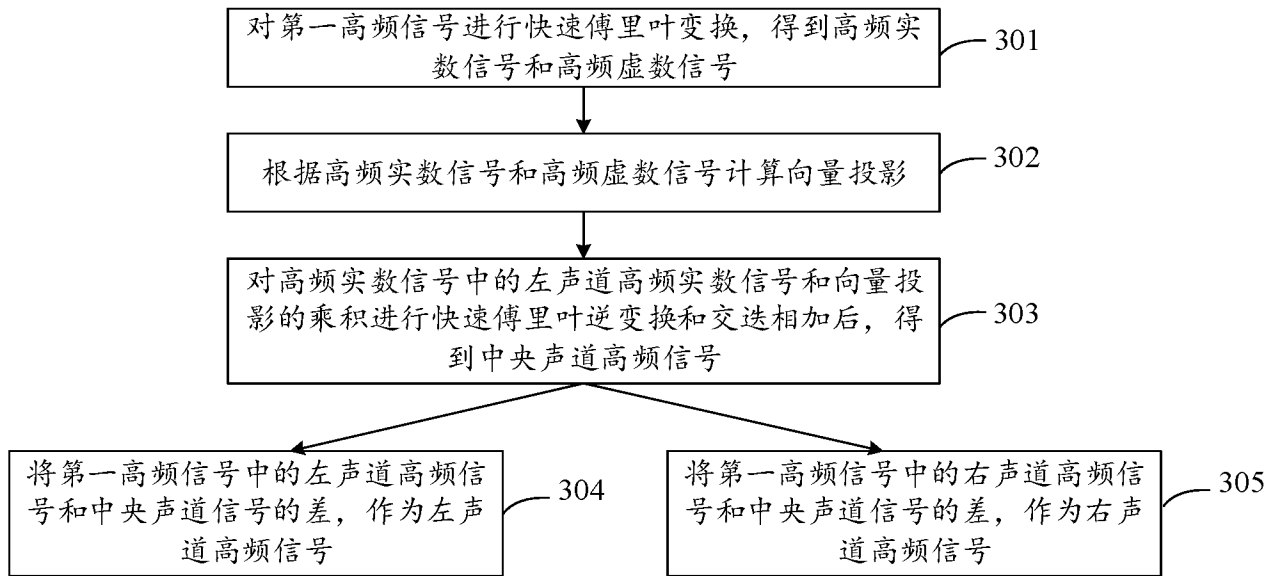 对第一高频信号进行快速傅里叶变换，得到高频实
数信号和高频虚数信号
301
根据高频实数信号和高频虚数信号计算向量投影
302
对高频实数信号中的左声道高频实数信号和向量投
影的乘积进行快速傅里叶逆变换和交迭相加后，得
到中央声道高频信号
303
将第一高频信号中的左声道高频信
号和中央声道信号的差，作为左声
道高频信号
304
将第一高频信号中的右声道高频信
号和中央声道信号的差，作为右声
道高频信号
305